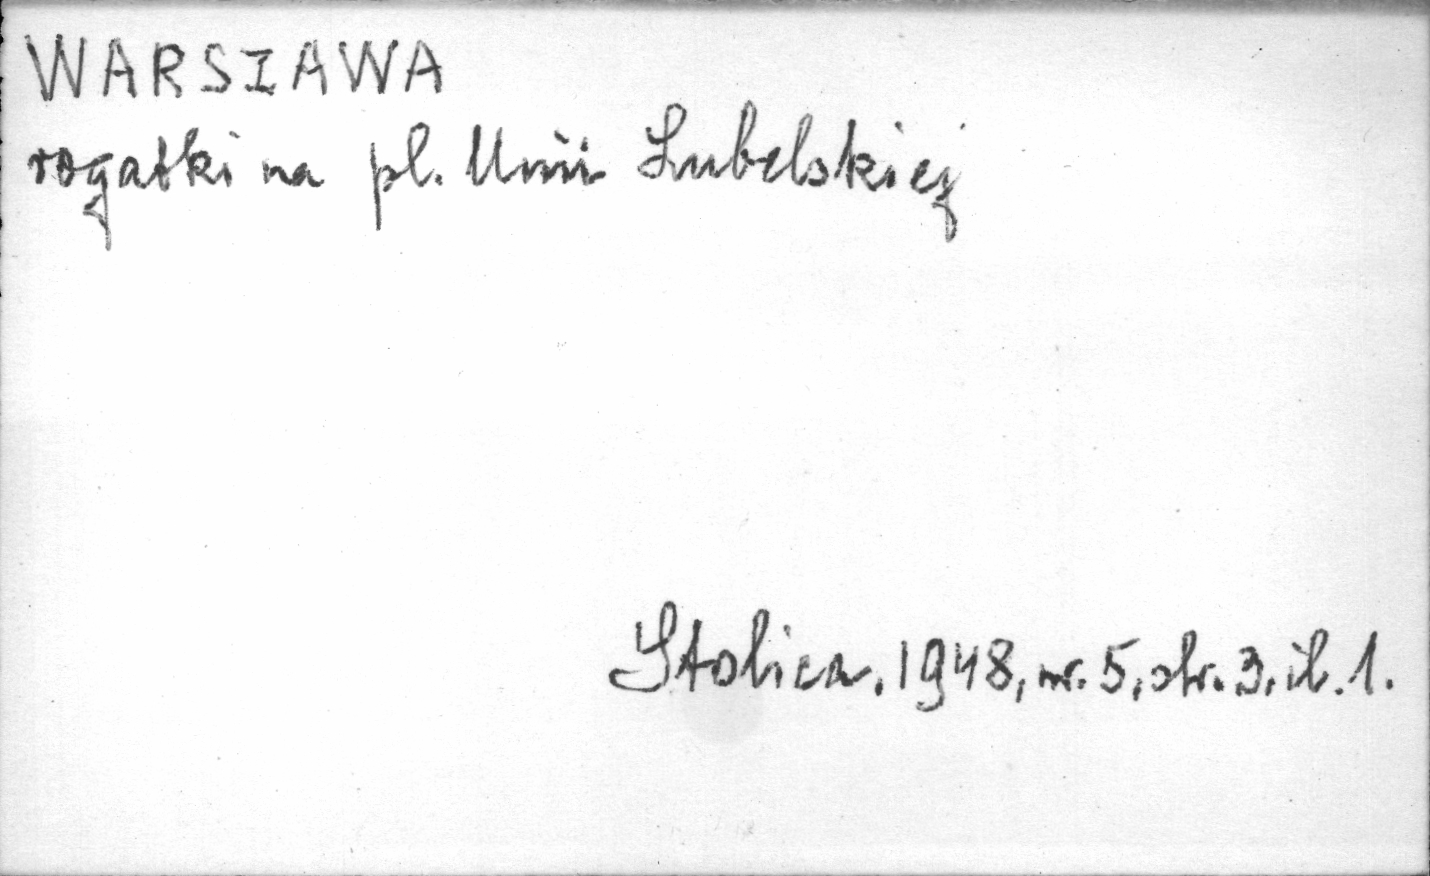 WARSZAWA
rogatki na pl. Unii Lubelskiej
Stolica, 1948, nr. 5, str. 3, il. 1.